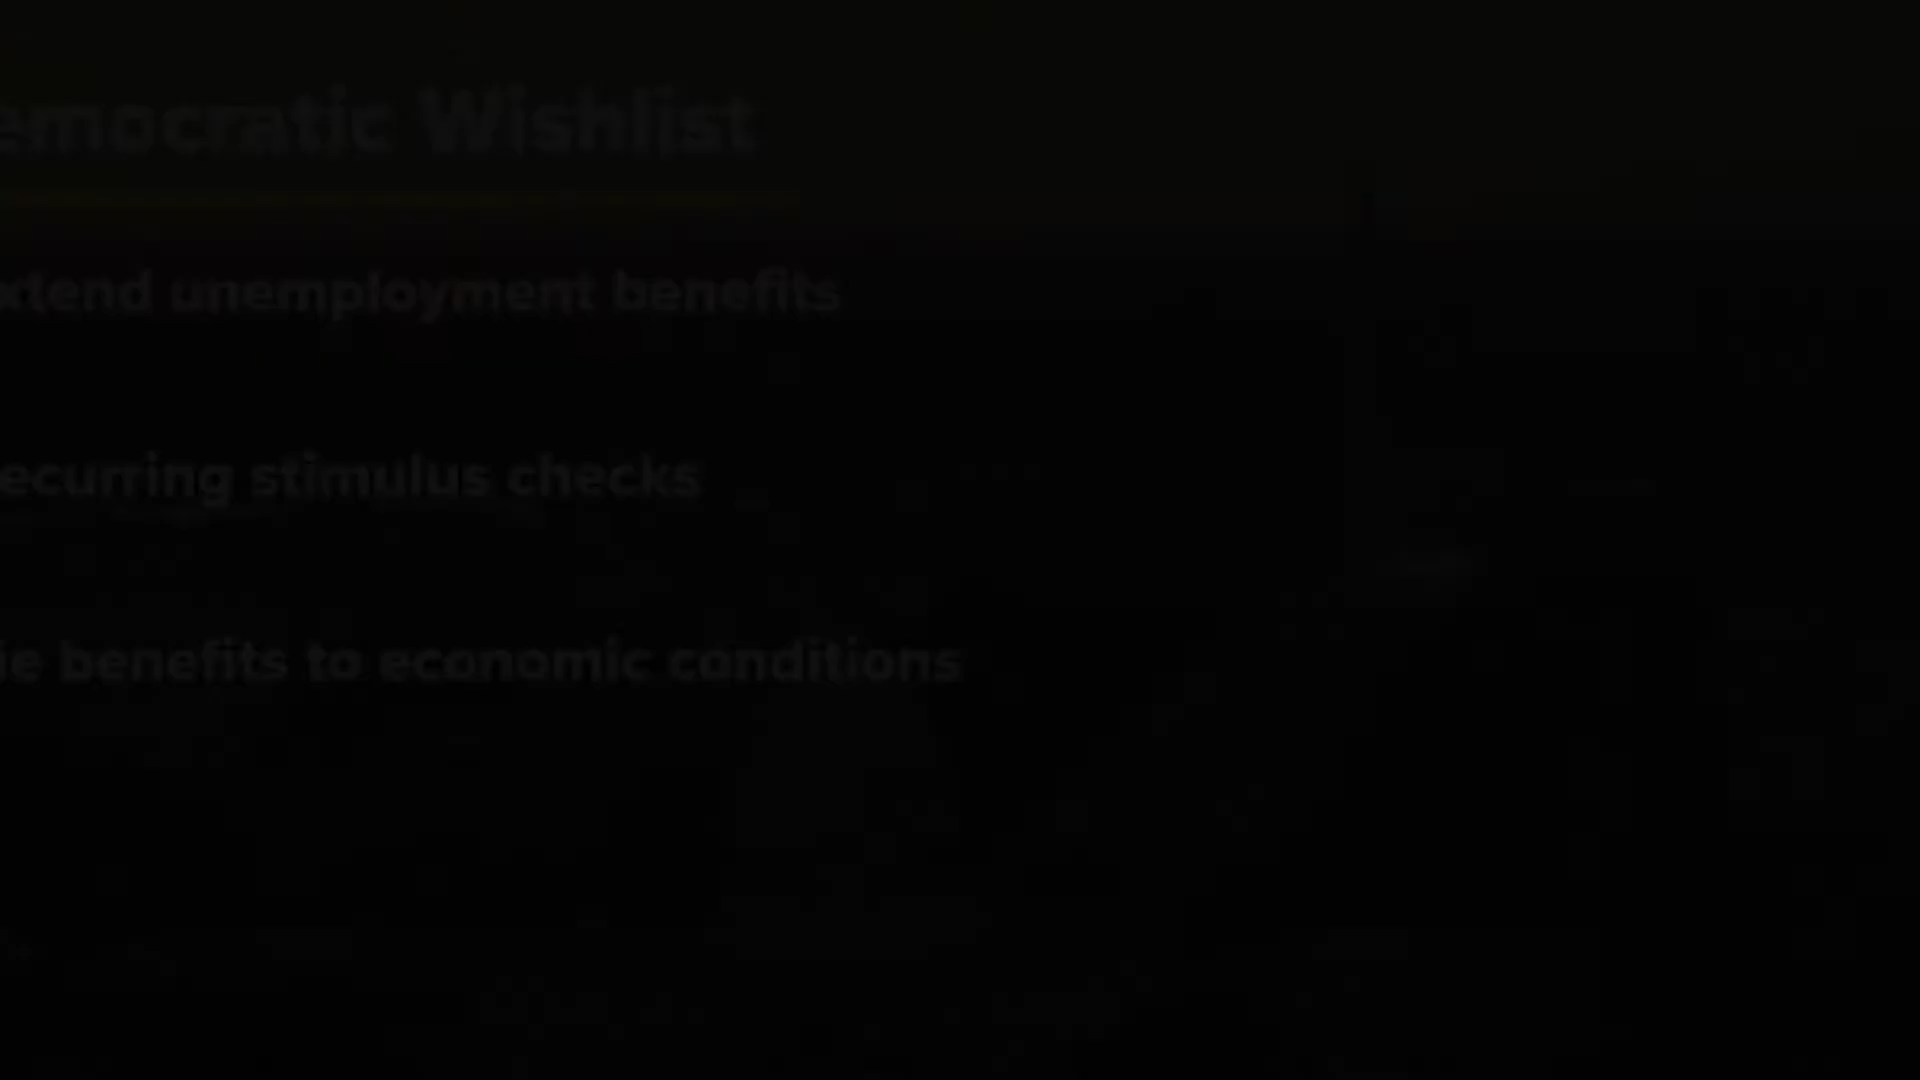 emocratic Wishlist
xtend unemployment benefits
ecurring stimulus checks
ie benefits to economic conditions